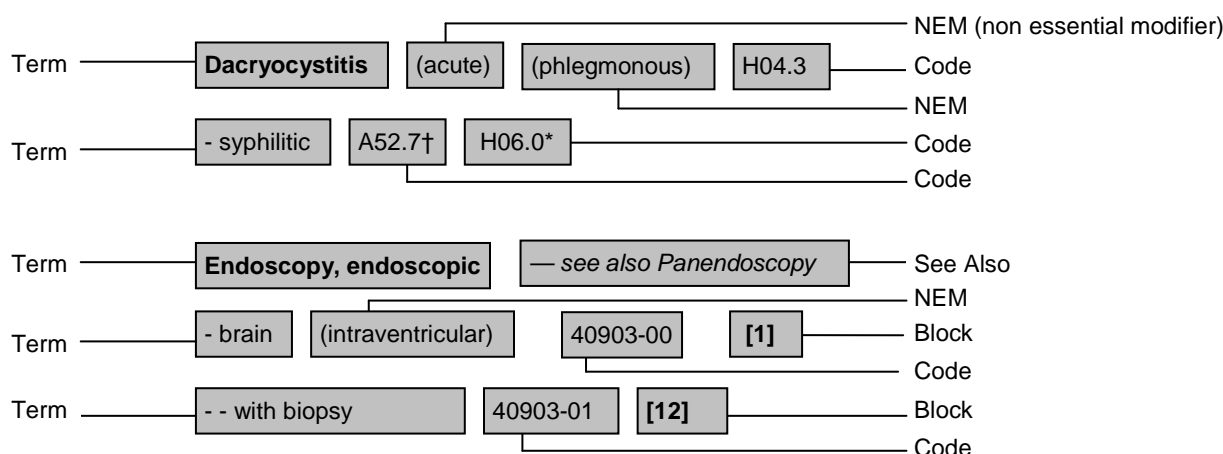 NEM (non essential modifier)
Term Dacryocystitis (acute) (phlegmonous) H04.3 Code
NEM
Term - syphilitic A52.7† H06.0* Code
Code
Term Endoscopy, endoscopic — see also Panendoscopy See Also
NEM
Term - brain (intraventricular) 40903-00 [1] Block
Code
Term - - with biopsy 40903-01 [12] Block
Code